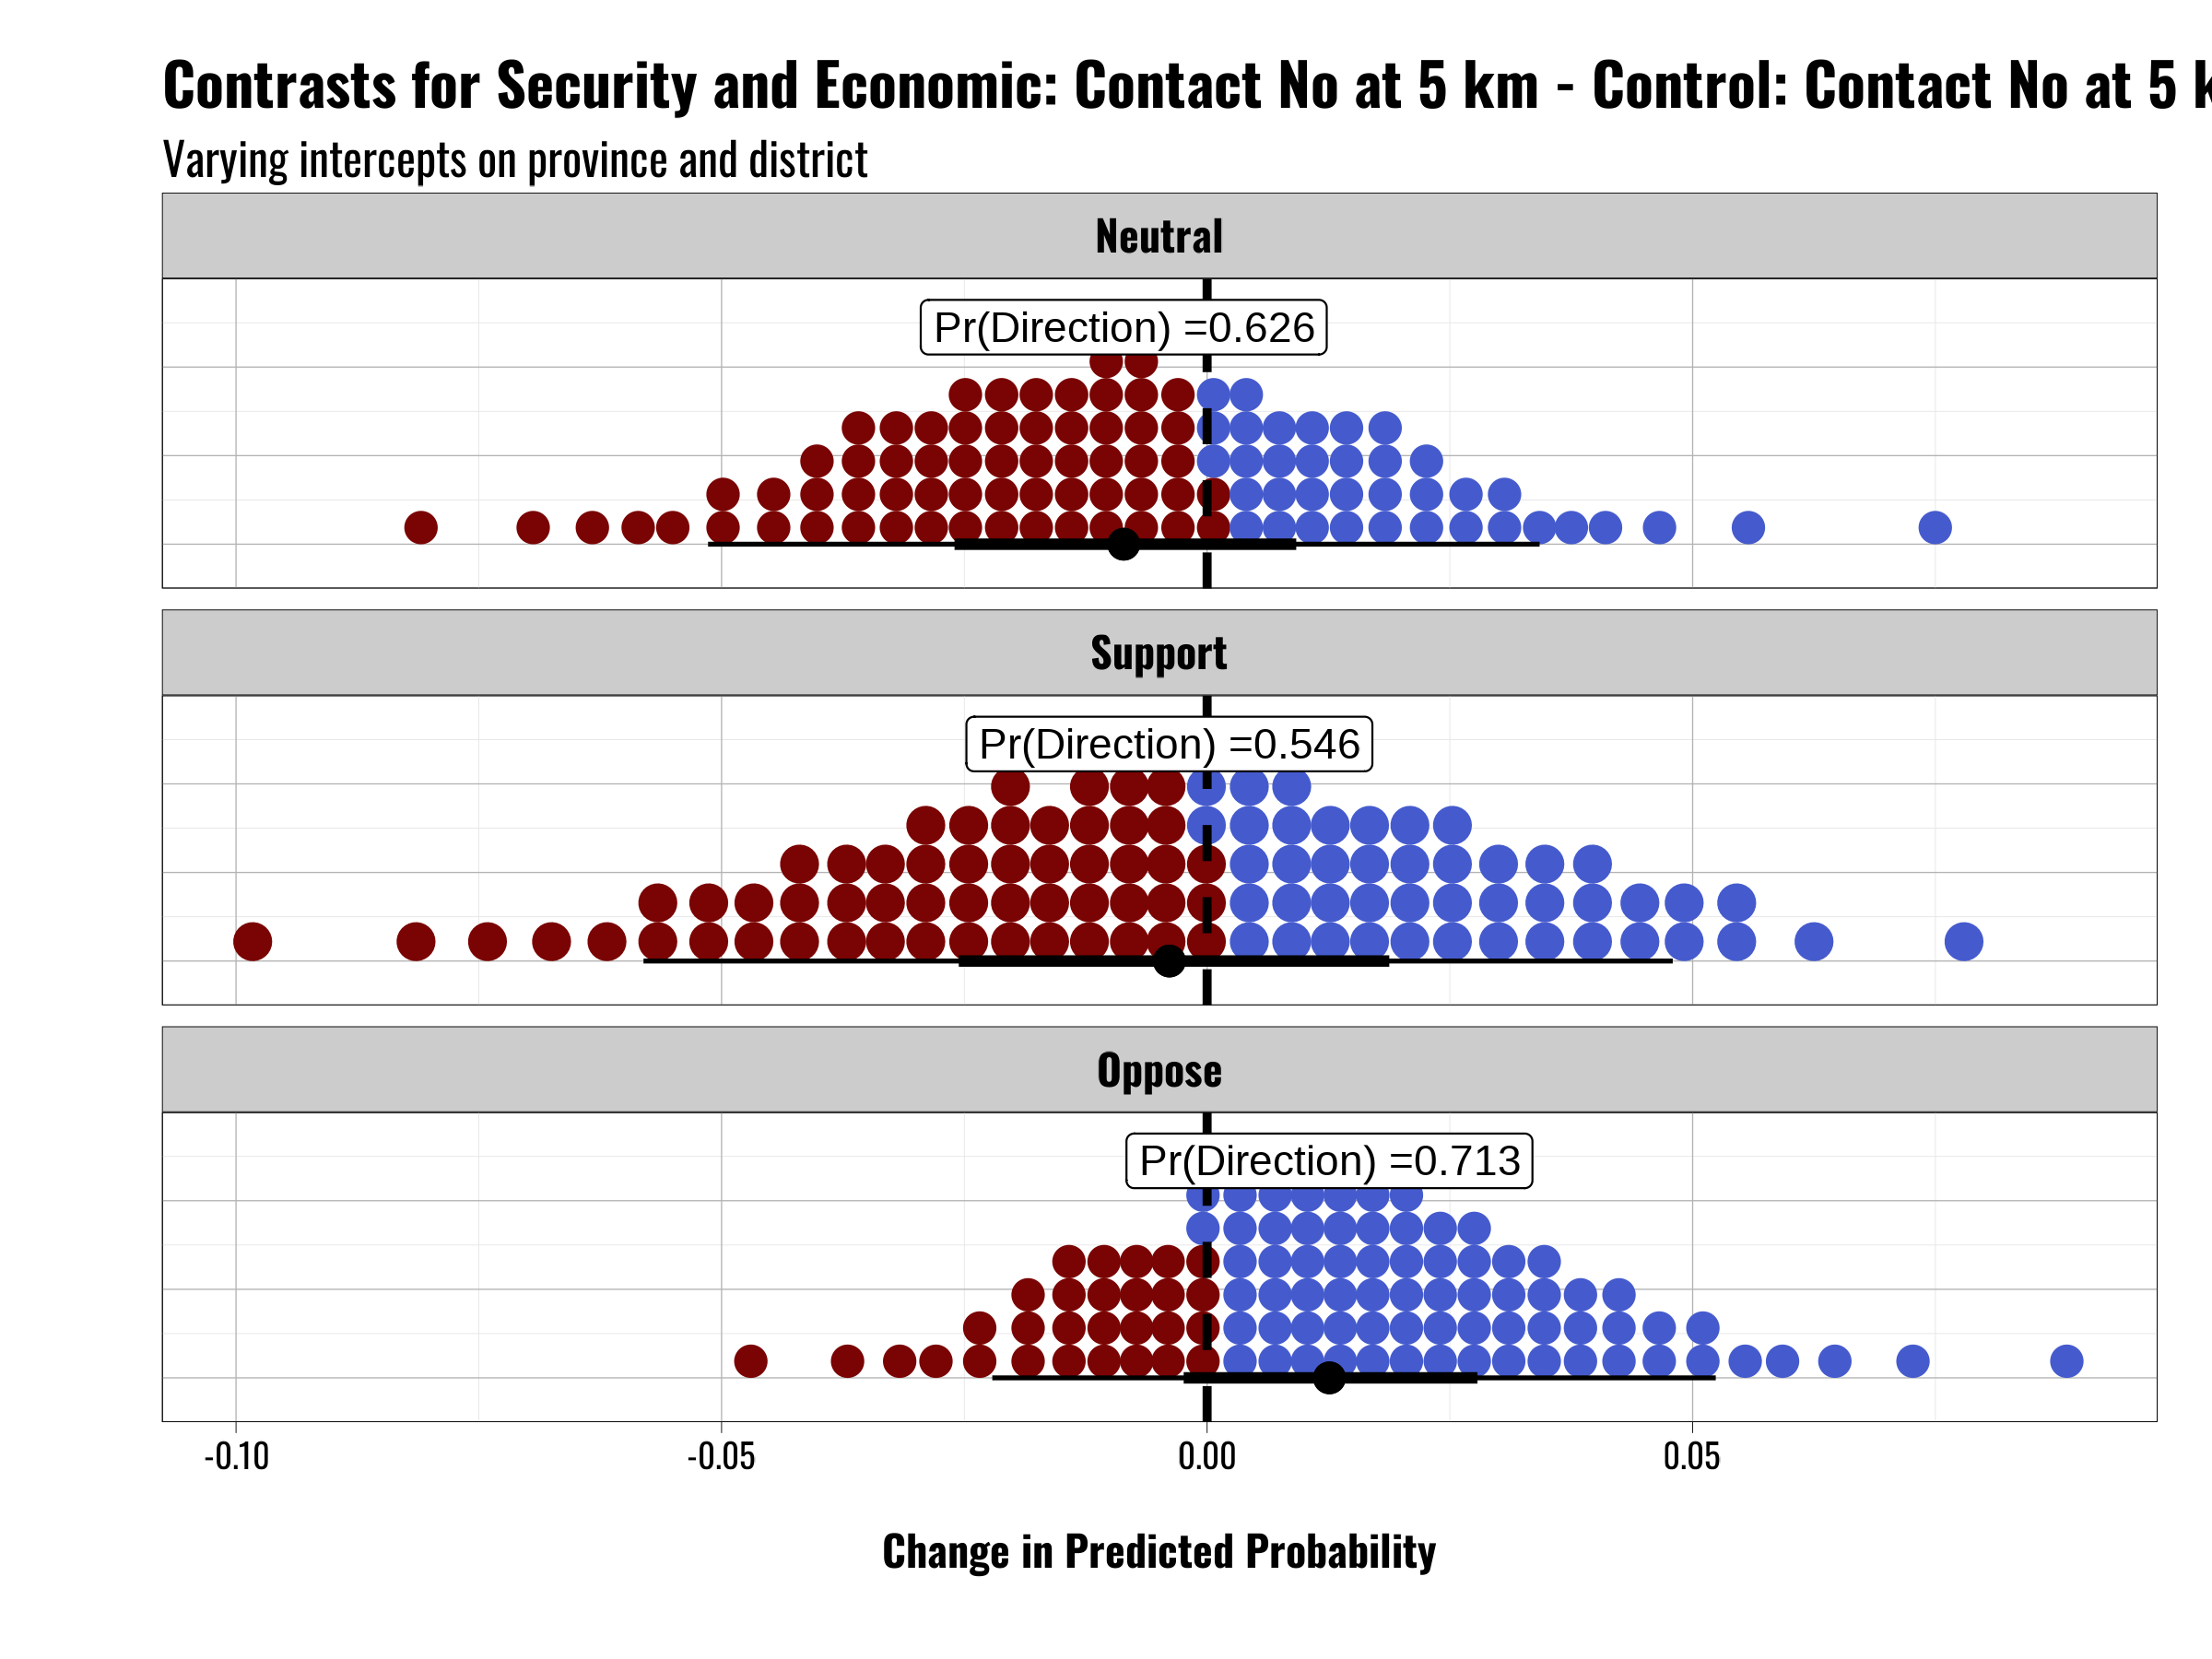 Contrasts for Security and Economic: Contact No at 5 km - Control: Contact No at 5 k
Varying intercepts on province and district
Neutral
Pr(Direction) =0.626
Support
Pr(Direction) =0.546
Oppose
Pr(Direction) =0.713
-0.10 -0.05 0.00 0.05
Change in Predicted Probability